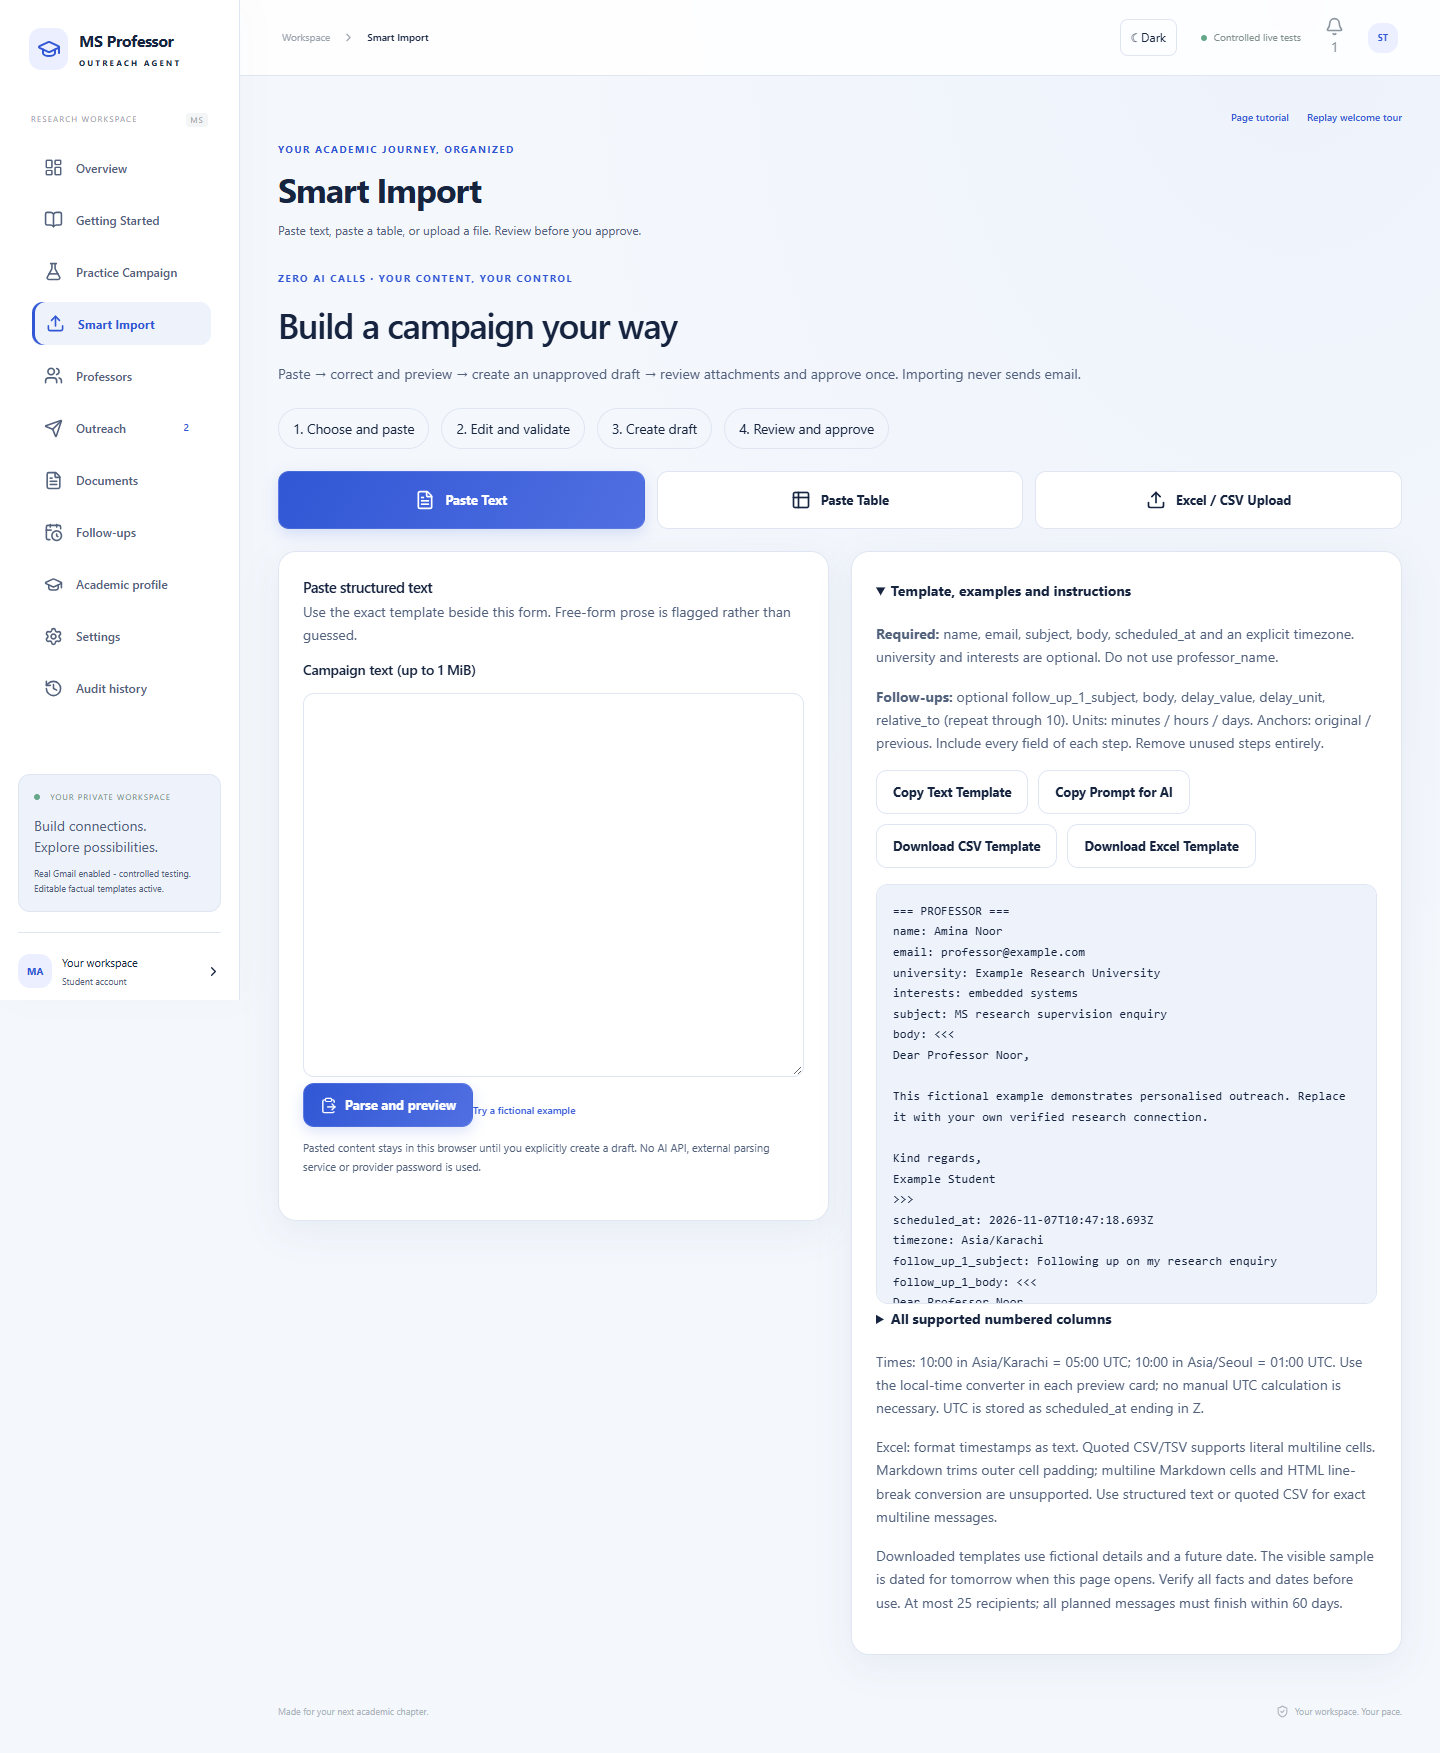 MS Professor
OUTREACH AGENT
RESEARCH WORKSPACE
MS
Overview
Getting Started
Practice Campaign
Smart Import
Professors
Outreach
2
Documents
Follow-ups
Academic profile
Settings
Audit history
YOUR PRIVATE WORKSPACE
Build connections.
Explore possibilities.
Real Gmail enabled - controlled testing.
Editable factual templates active.
MA
Your workspace
Student account
Workspace
Smart Import
☾ Dark
Controlled live tests
1
ST
Page tutorial
Replay welcome tour
YOUR ACADEMIC JOURNEY, ORGANIZED
Smart Import
Paste text, paste a table, or upload a file. Review before you approve.
ZERO AI CALLS · YOUR CONTENT, YOUR CONTROL
Build a campaign your way
Paste → correct and preview → create an unapproved draft → review attachments and approve once. Importing never sends email.
1. Choose and paste
2. Edit and validate
3. Create draft
4. Review and approve
Paste Text
Paste Table
Excel / CSV Upload
Paste structured text
Use the exact template beside this form. Free-form prose is flagged rather than
guessed.
Campaign text (up to 1 MiB)
Parse and preview
Try a fictional example
Pasted content stays in this browser until you explicitly create a draft. No AI API, external parsing
service or provider password is used.
▼ Template, examples and instructions
Required: name, email, subject, body, scheduled_at and an explicit timezone.
university and interests are optional. Do not use professor_name.
Follow-ups: optional follow_up_1_subject, body, delay_value, delay_unit,
relative_to (repeat through 10). Units: minutes / hours / days. Anchors: original /
previous. Include every field of each step. Remove unused steps entirely.
Copy Text Template
Copy Prompt for AI
Download CSV Template
Download Excel Template
=== PROFESSOR ===
name: Amina Noor
email: professor@example.com
university: Example Research University
interests: embedded systems
subject: MS research supervision enquiry
body: <<<
Dear Professor Noor,
This fictional example demonstrates personalised outreach. Replace
it with your own verified research connection.
Kind regards,
Example Student
>>>
scheduled_at: 2026-11-07T10:47:18.693Z
timezone: Asia/Karachi
follow_up_1_subject: Following up on my research enquiry
follow_up_1_body: <<<
Dear Professor Noor
▶ All supported numbered columns
Times: 10:00 in Asia/Karachi = 05:00 UTC; 10:00 in Asia/Seoul = 01:00 UTC. Use
the local-time converter in each preview card; no manual UTC calculation is
necessary. UTC is stored as scheduled_at ending in Z.
Excel: format timestamps as text. Quoted CSV/TSV supports literal multiline cells.
Markdown trims outer cell padding; multiline Markdown cells and HTML line-
break conversion are unsupported. Use structured text or quoted CSV for exact
multiline messages.
Downloaded templates use fictional details and a future date. The visible sample
is dated for tomorrow when this page opens. Verify all facts and dates before
use. At most 25 recipients; all planned messages must finish within 60 days.
Made for your next academic chapter.
Your workspace. Your pace.